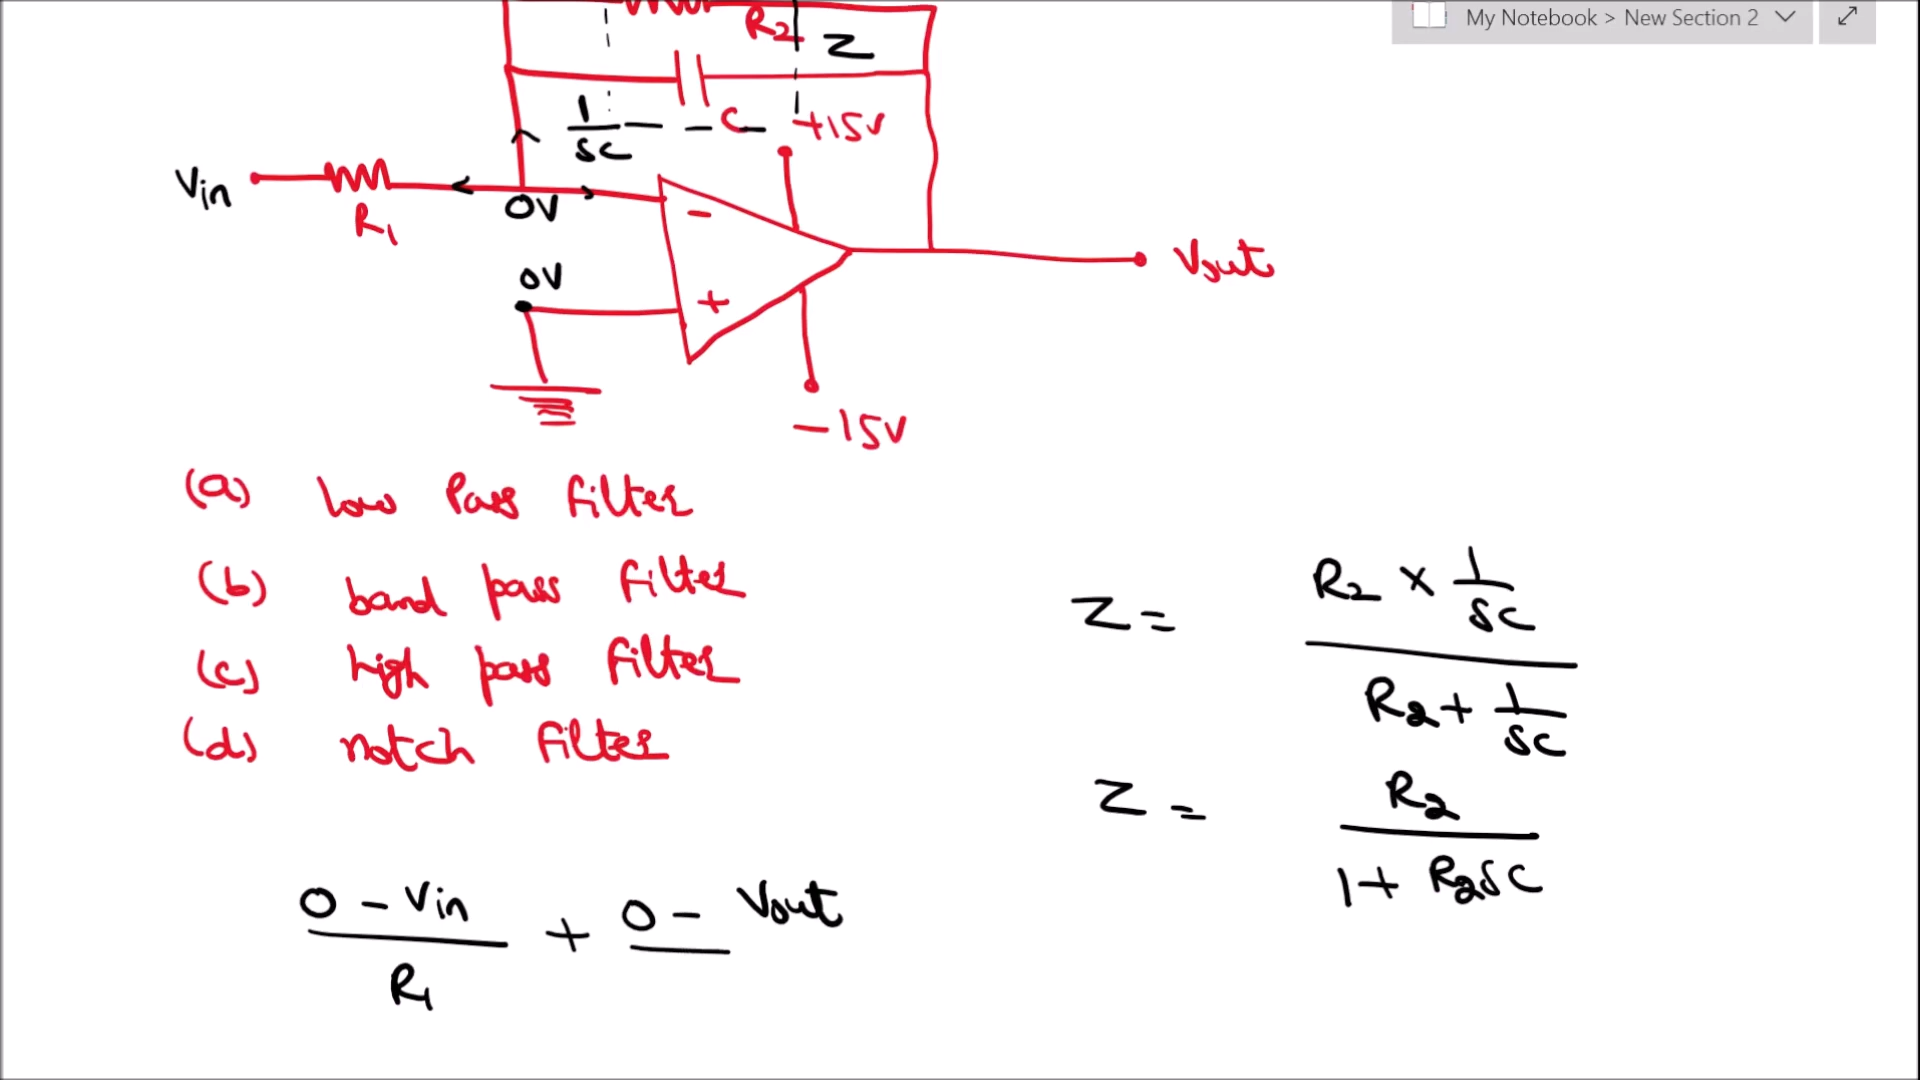 My Notebook > New Section 2
R2
Z
1/SC
C
+15V
Vin
R1
0V
-
0V
+
Vout
-15V
(a) low Pass filter
(b) band pass filter
(c) high pass filter
(d) notch filter
Z = (R2 × 1/SC) / (R2 + 1/SC)
Z = R2 / (1 + R2SC)
(0 - Vin) / R1 + 0 - Vout